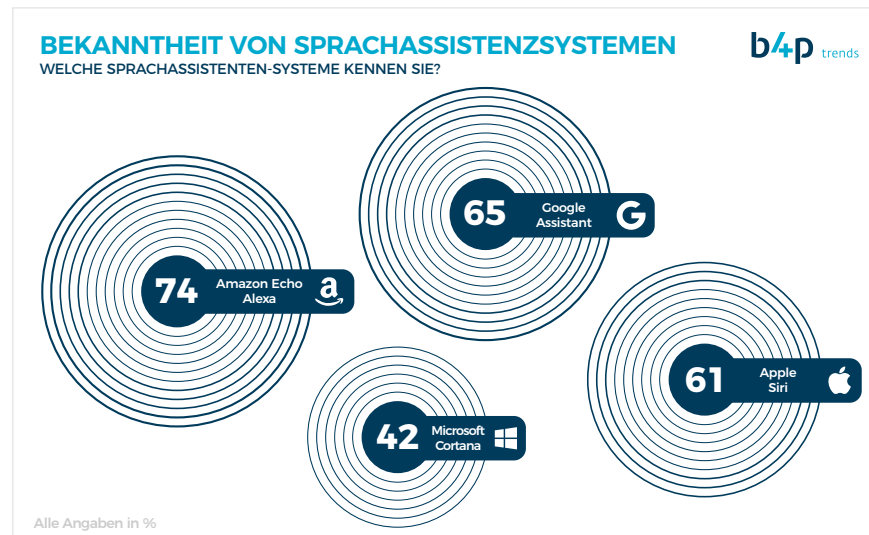 BEKANNTHEIT VON SPRACHASSISTENZSYSTEMEN
WELCHE SPRACHASSISTENTEN-SYSTEME KENNEN SIE?
b4p trends
65
Google
Assistant
74
Amazon Echo
Alexa
61
Apple
Siri
42
Microsoft
Cortana
Alle Angaben in %